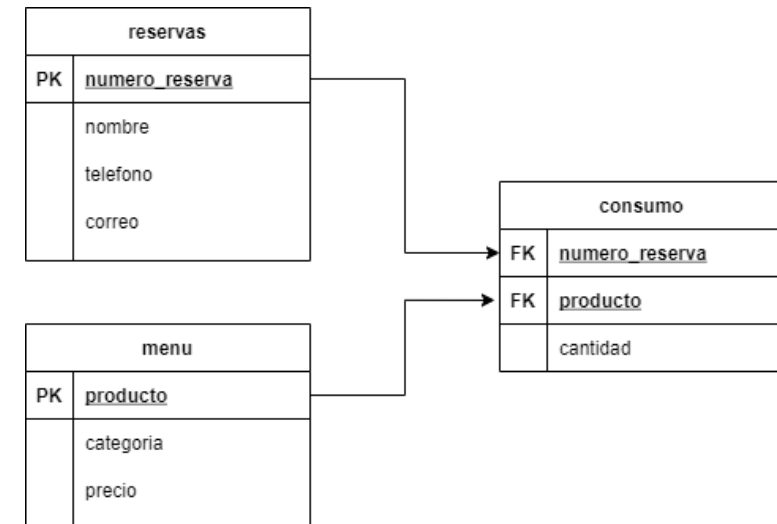 reservas
PK numero_reserva
nombre
telefono
correo
consumo
FK numero_reserva
FK producto
cantidad
menu
PK producto
categoria
precio